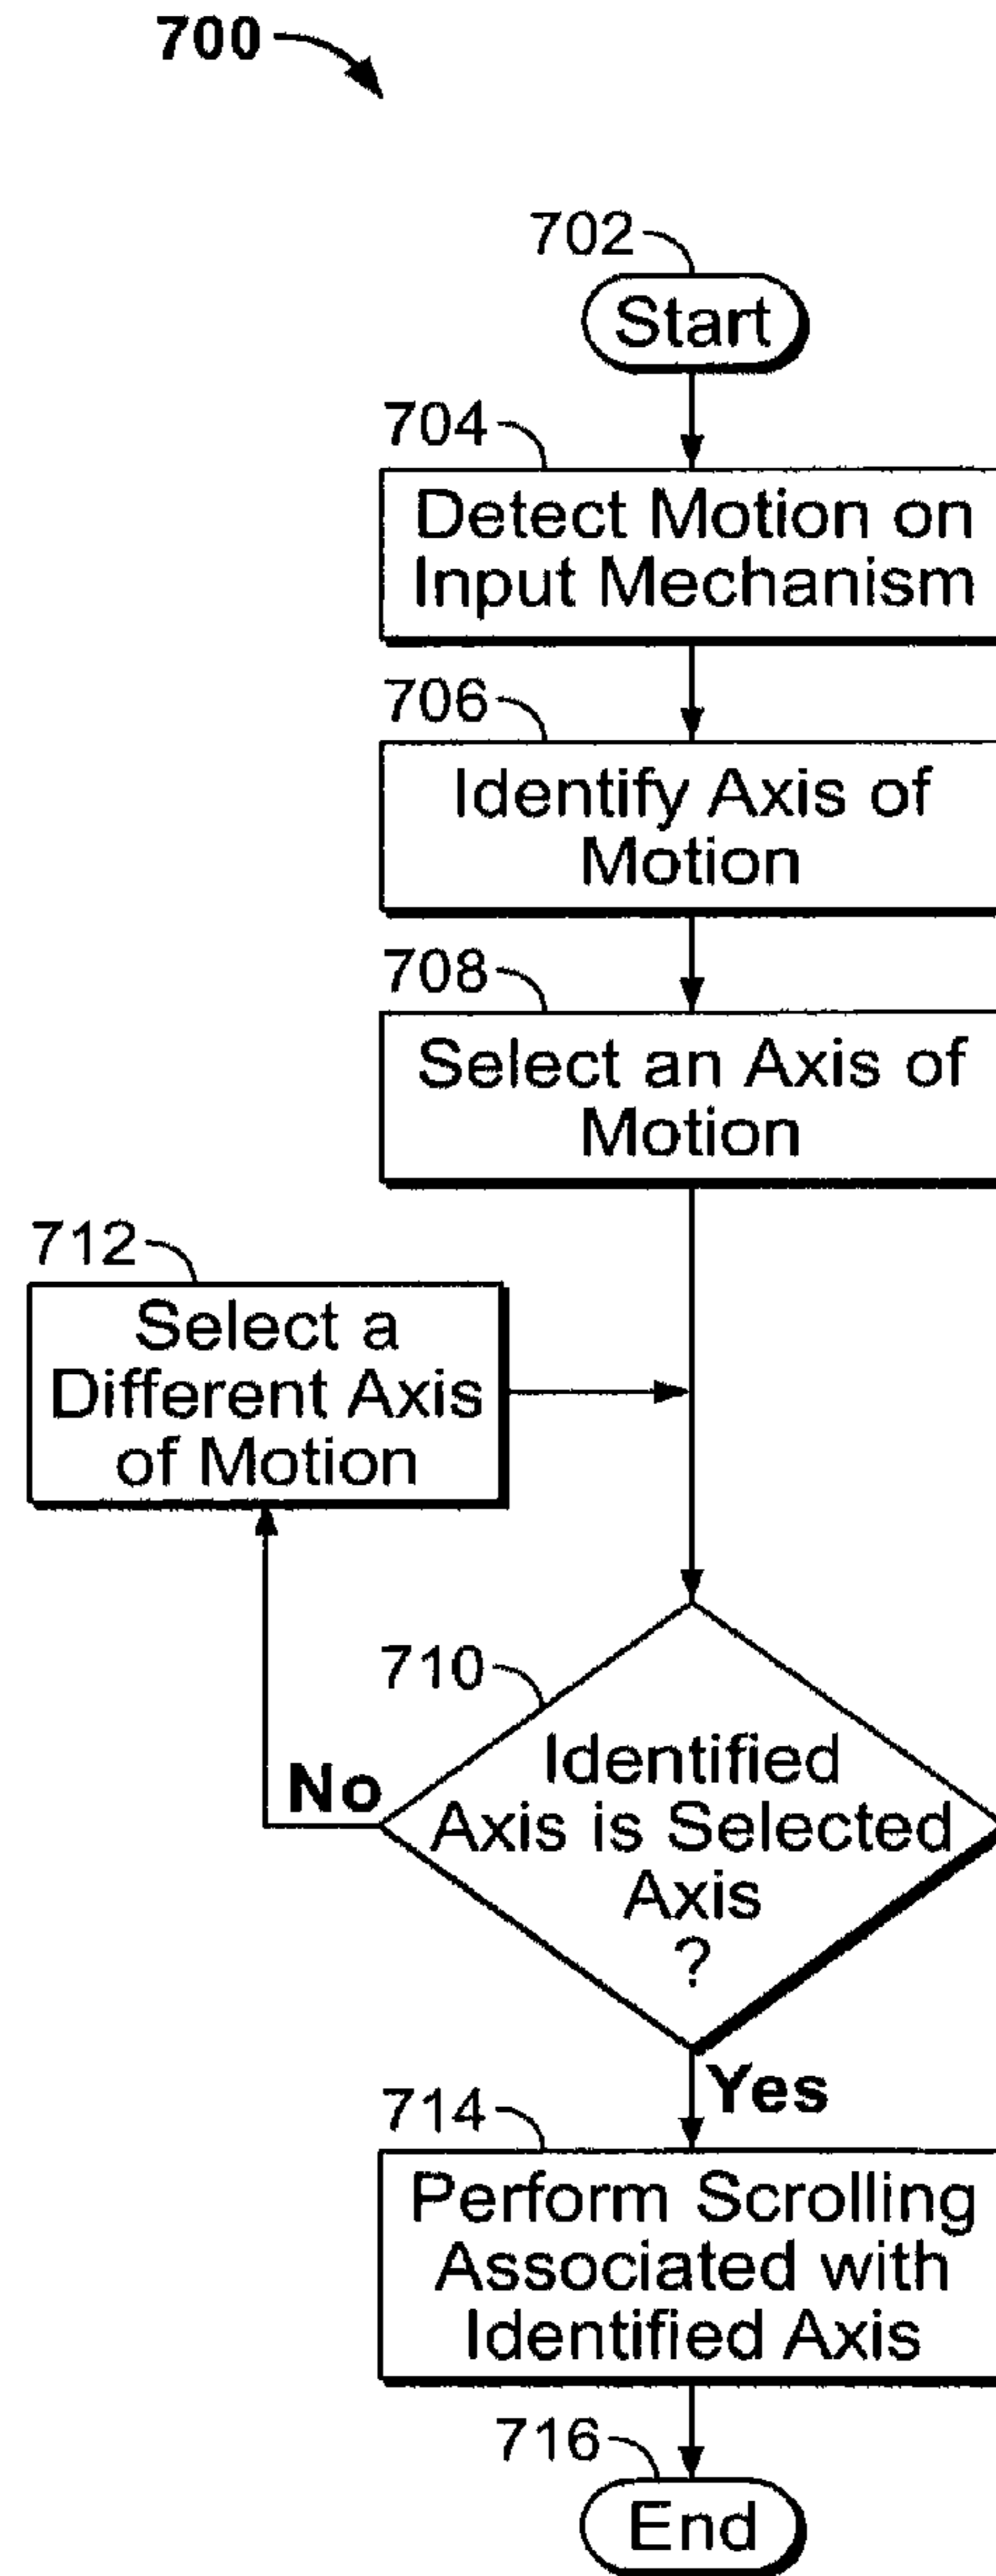 700
702
Start
704
Detect Motion on
Input Mechanism
706
Identify Axis of
Motion
708
Select an Axis of
Motion
712
Select a
Different Axis
of Motion
710
Identified
Axis is Selected
Axis
?
No
Yes
714
Perform Scrolling
Associated with
Identified Axis
716
End